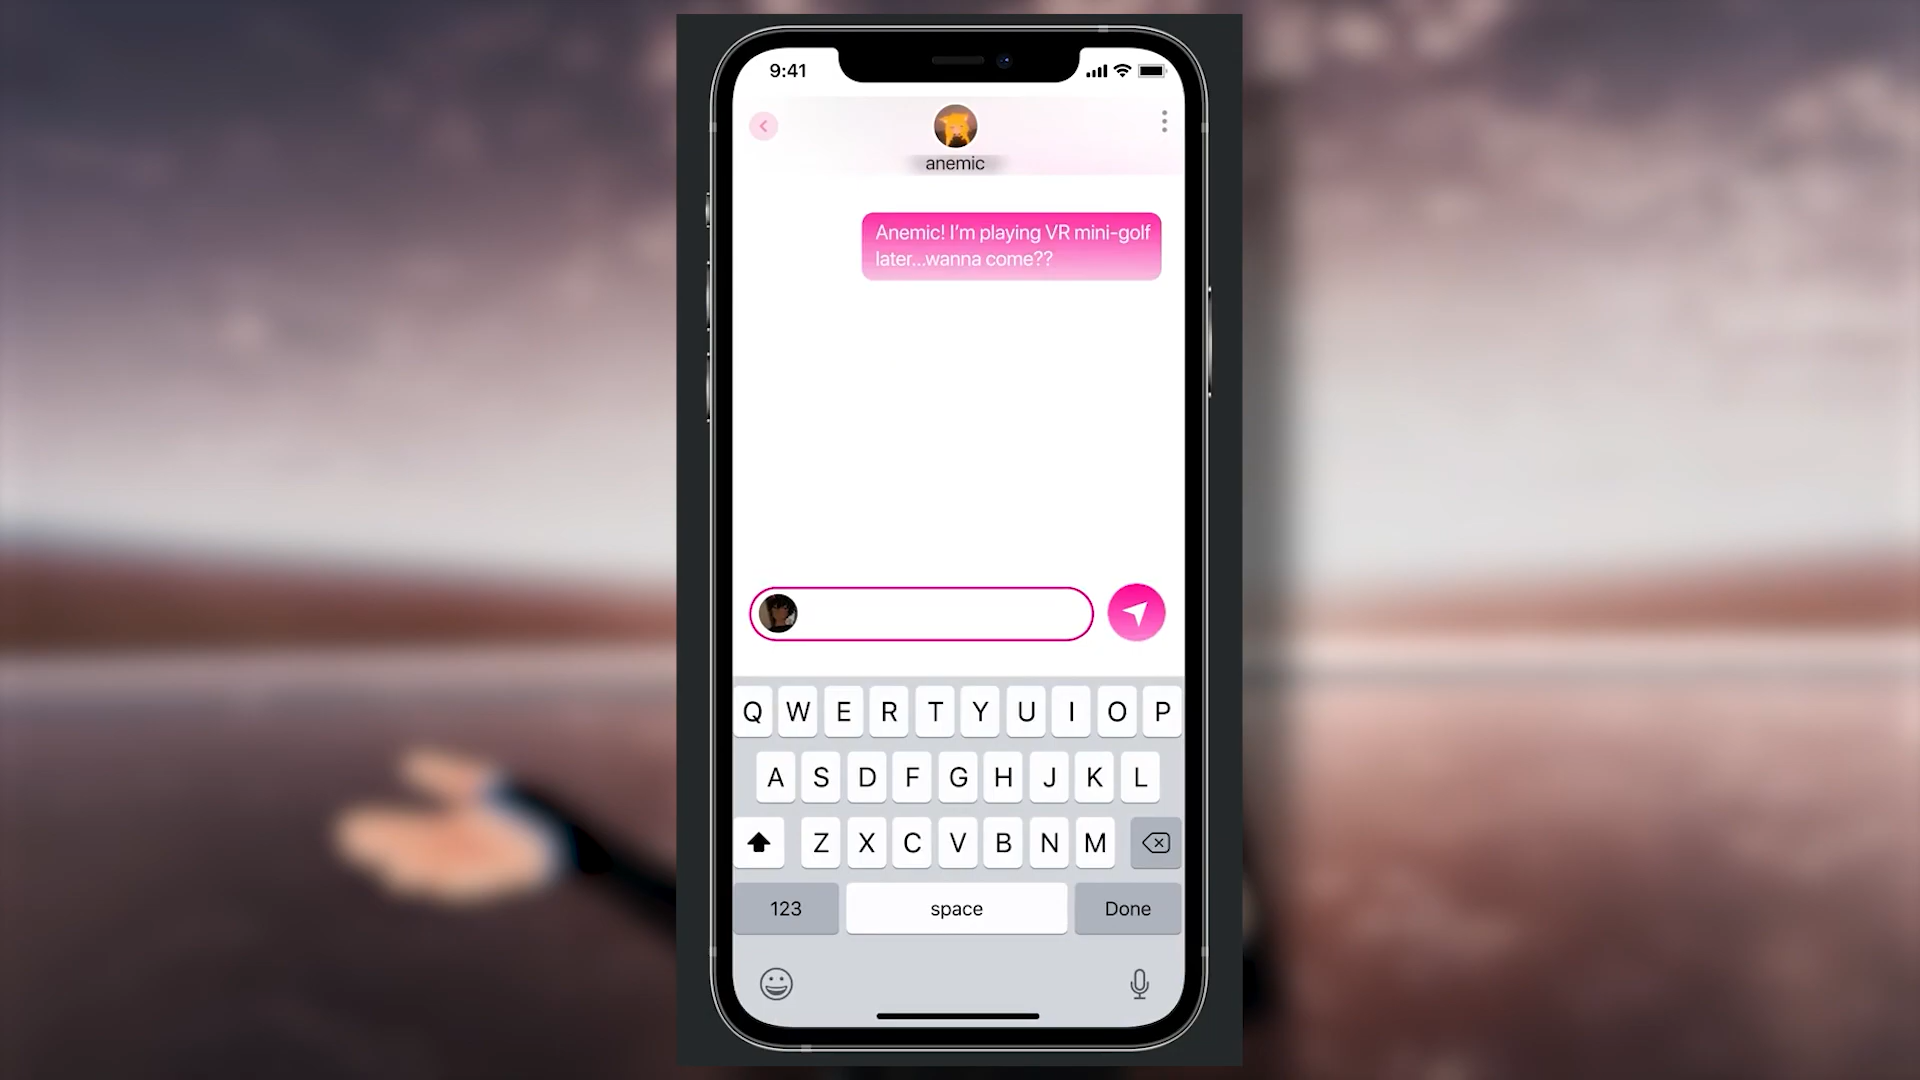 9:41
anemic
Anemic! I'm playing VR mini-golf
later...wanna come??
Q W E R T Y U I O P
A S D F G H J K L
Z X C V B N M
123 space Done